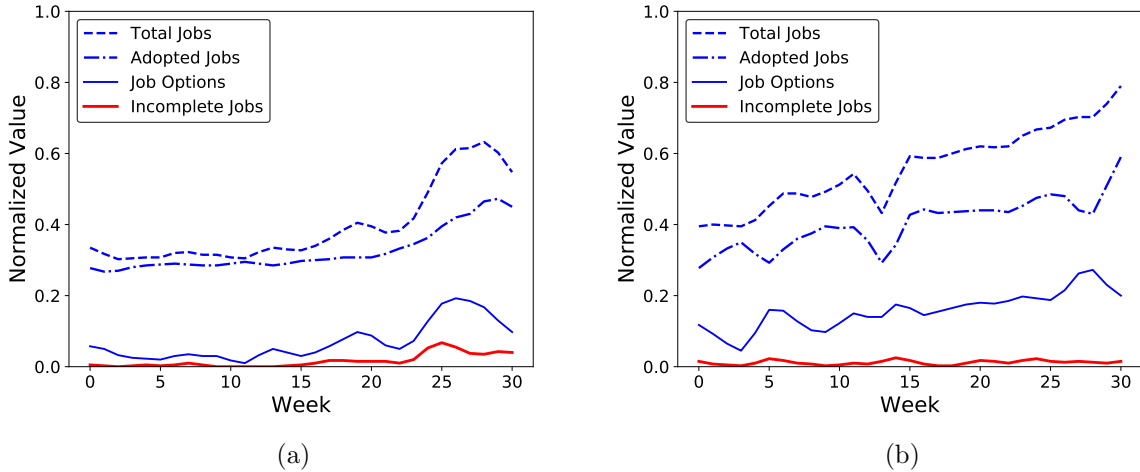 Total Jobs
Adopted Jobs
Job Options
Incomplete Jobs
1.0
0.8
0.6
0.4
0.2
0.0
Normalized Value
0 5 10 15 20 25 30
Week
(a)
Total Jobs
Adopted Jobs
Job Options
Incomplete Jobs
1.0
0.8
0.6
0.4
0.2
0.0
Normalized Value
0 5 10 15 20 25 30
Week
(b)